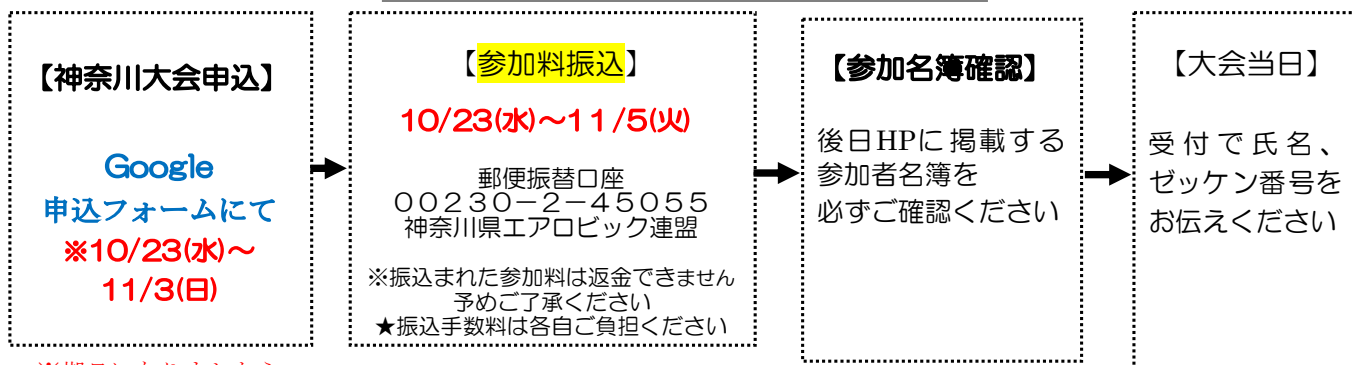 【神奈川大会申込】
Google
申込フォームにて
※10/23(水)～
11/3(日)
【参加料振込】
10/23(水)～11/5(火)
郵便振替口座
００２３０－２－４５０５５
神奈川県エアロビック連盟
※振込まれた参加料は返金できません
予めご了承ください
★振込手数料は各自ご負担ください
【参加名簿確認】
後日HPに掲載する
参加者名簿を
必ずご確認ください
【大会当日】
受付で氏名、
ゼッケン番号を
お伝えください